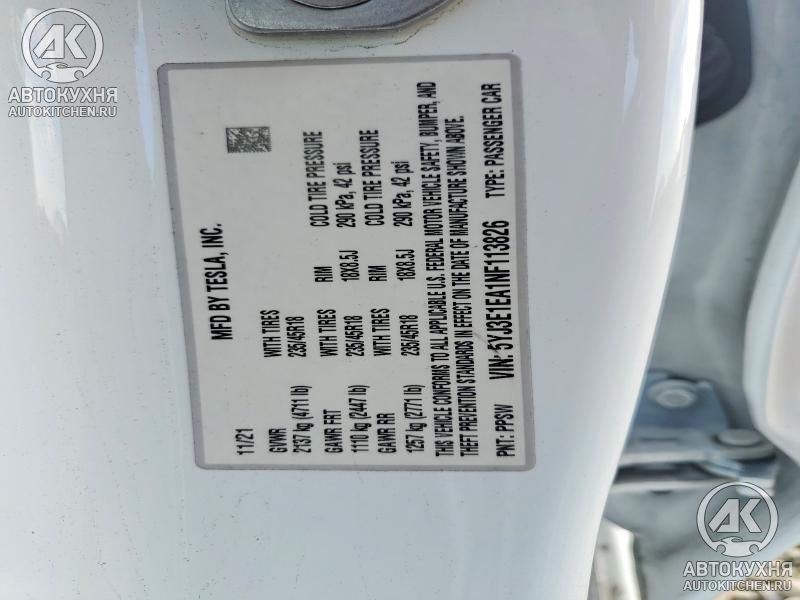 AK
АВТОКУХНЯ
AUTOKITCHEN.RU
MFD BY TESLA, INC.
11/21
GVWR WITH TIRES RIM COLD TIRE PRESSURE
2137 kg (4711 lb) 235/45R18 18X8.5J 290 kPa, 42 psi
GAWR FRT WITH TIRES RIM COLD TIRE PRESSURE
1110 kg (2447 lb) 235/45R18 18X8.5J 290 kPa, 42 psi
GAWR RR WITH TIRES
1257 kg (2771 lb) 235/45R18
THIS VEHICLE CONFORMS TO ALL APPLICABLE U.S. FEDERAL MOTOR VEHICLE SAFETY, BUMPER, AND
THEFT PREVENTION STANDARDS IN EFFECT ON THE DATE OF MANUFACTURE SHOWN ABOVE.
VIN: 5YJ3E1EA1NF113826
PNT: PPSW TYPE: PASSENGER CAR
AK
АВТОКУХНЯ
AUTOKITCHEN.RU